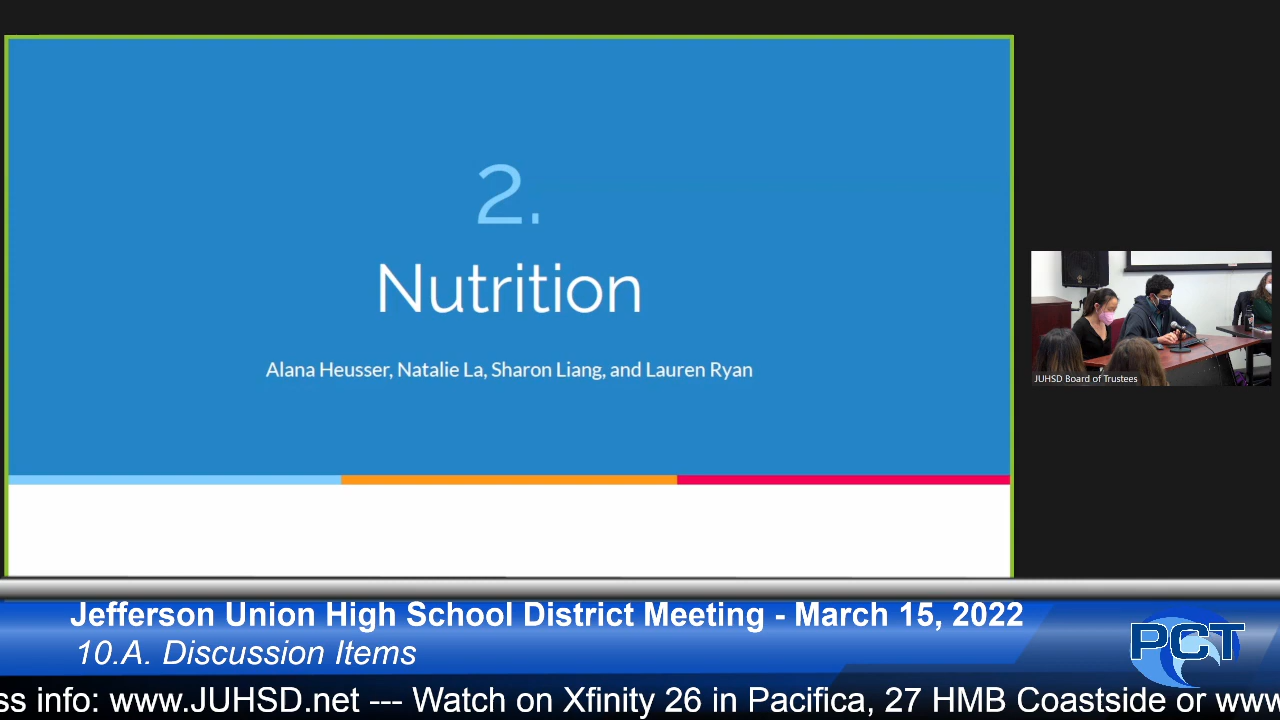 2.
Nutrition
Alana Heusser, Natalie La, Sharon Liang, and Lauren Ryan
JUHSD Board of Trustees
Jefferson Union High School District Meeting - March 15, 2022
10.A. Discussion Items
PCT
ss info: www.JUHSD.net --- Watch on Xfinity 26 in Pacifica, 27 HMB Coastside or www